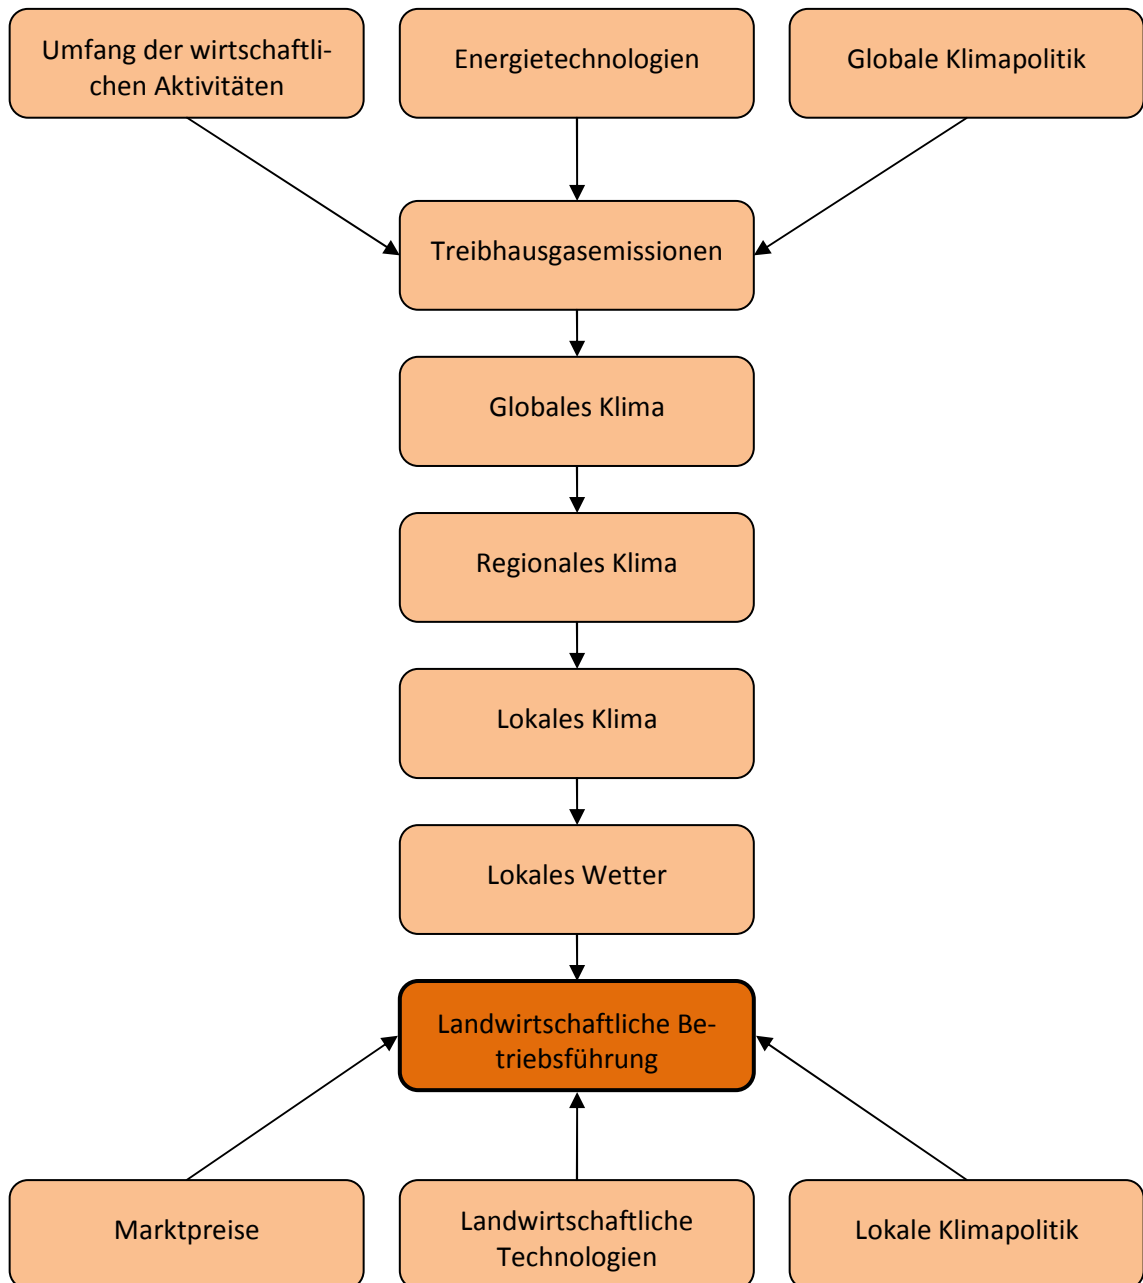 Umfang der wirtschaftli-
chen Aktivitäten
Energietechnologien
Globale Klimapolitik
Treibhausgasemissionen
Globales Klima
Regionales Klima
Lokales Klima
Lokales Wetter
Landwirtschaftliche Be-
triebsführung
Marktpreise
Landwirtschaftliche
Technologien
Lokale Klimapolitik